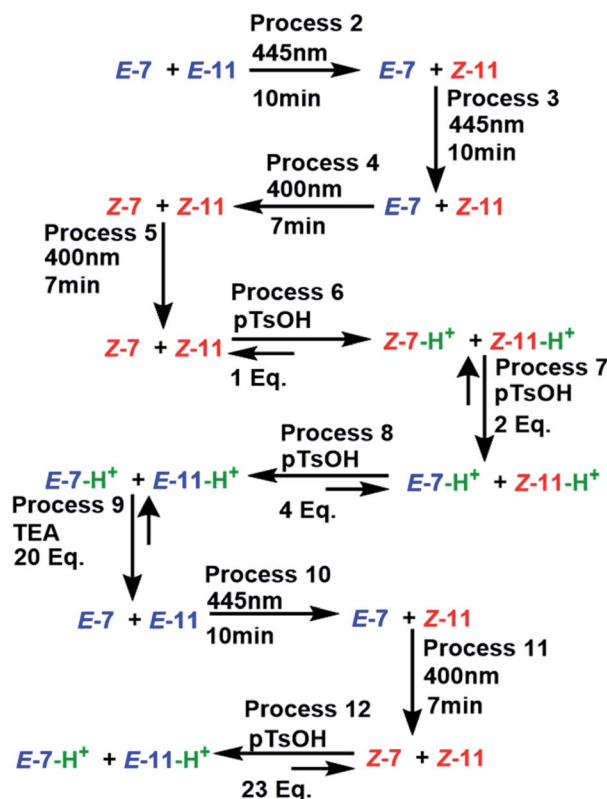 Process 2
445nm
E-7 + E-11
E-7 + Z-11
10min
Process 3
445nm
10min
Process 4
400nm
Z-7 + Z-11
E-7 + Z-11
7min
Process 5
400nm
7min
Process 6
pTsOH
Z-7 + Z-11
Z-7-H+ + Z-11-H+
1 Eq.
Process 7
pTsOH
2 Eq.
Process 8
pTsOH
E-7-H+ + E-11-H+
E-7-H+ + Z-11-H+
4 Eq.
Process 9
TEA
20 Eq.
Process 10
445nm
E-7 + E-11
E-7 + Z-11
10min
Process 11
400nm
7min
Process 12
pTsOH
E-7-H+ + E-11-H+
Z-7 + Z-11
23 Eq.